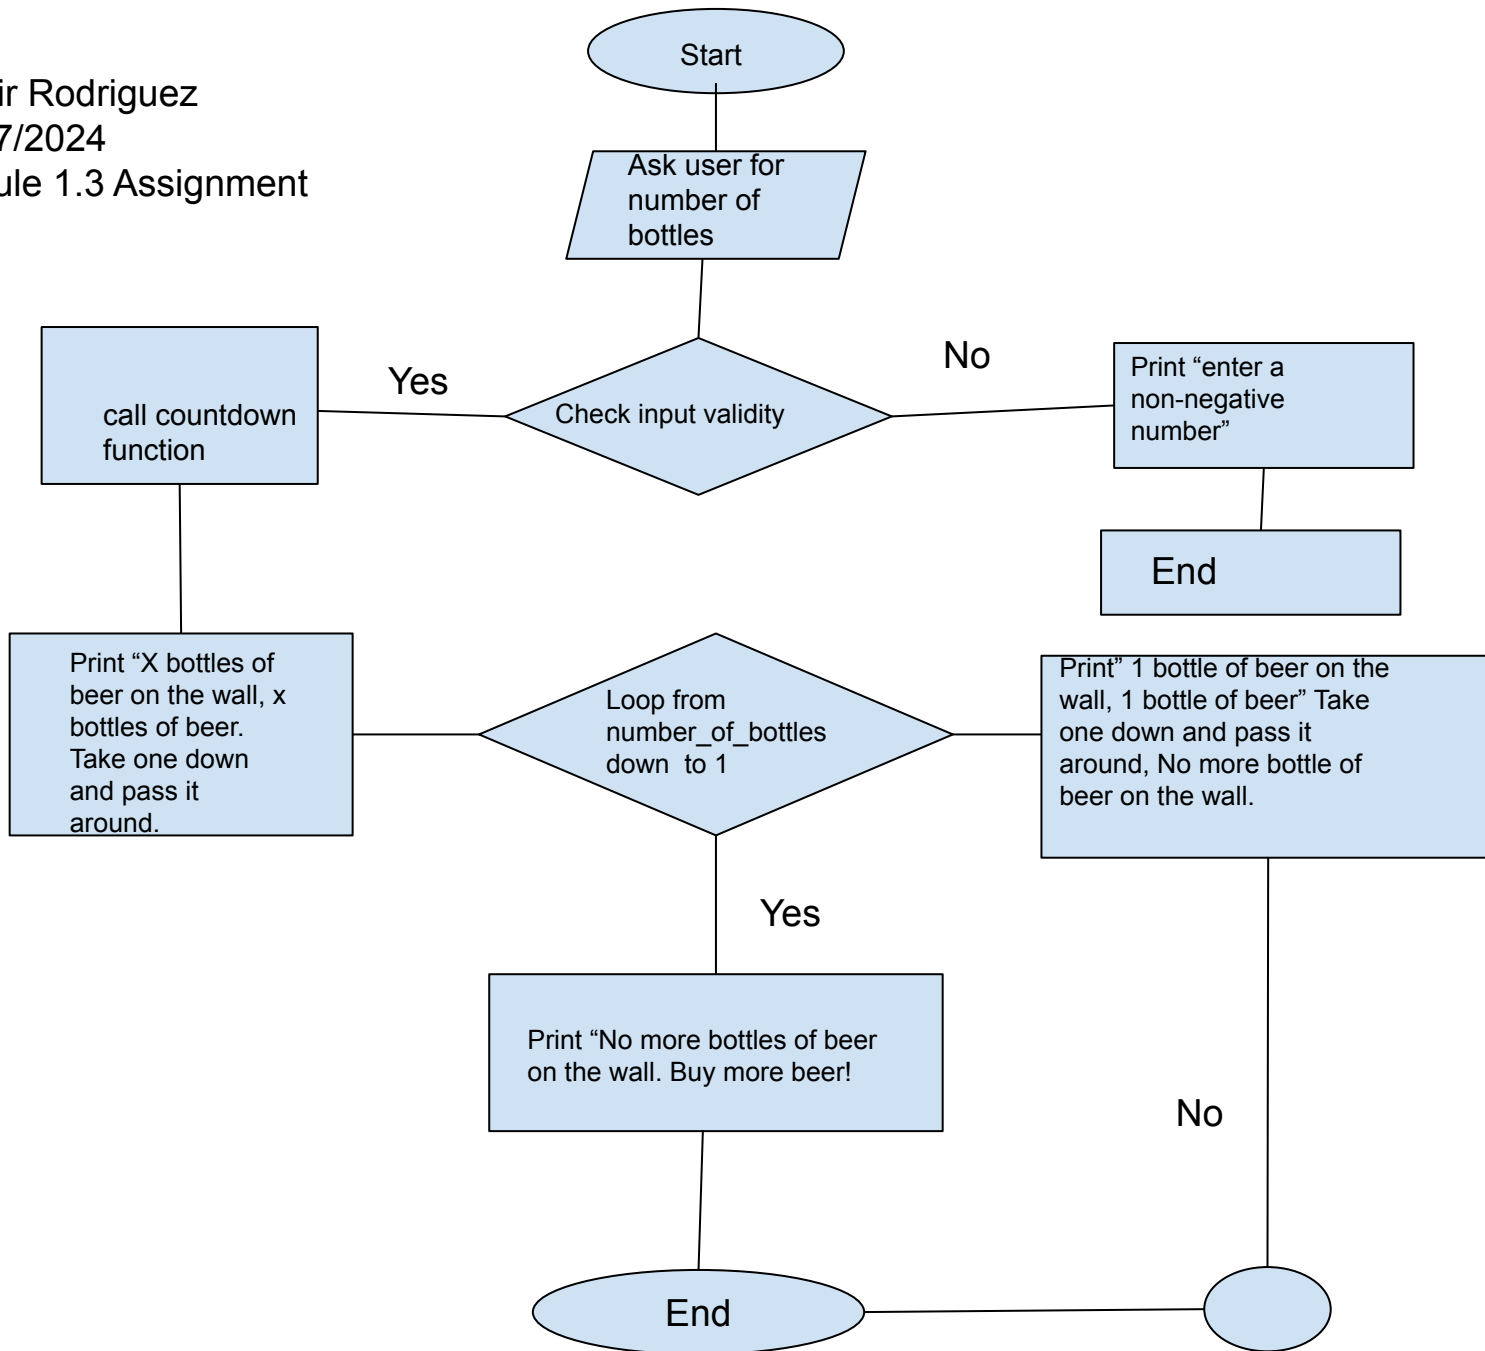 Start
ir Rodriguez
7/2024
ule 1.3 Assignment
Ask user for
number of
bottles
Yes
No
call countdown
function
Check input validity
Print “enter a
non-negative
number”
End
Print “X bottles of
beer on the wall, x
bottles of beer.
Take one down
and pass it
around.
Loop from
number_of_bottles
down  to 1
Print” 1 bottle of beer on the
wall, 1 bottle of beer” Take
one down and pass it
around, No more bottle of
beer on the wall.
Yes
Print “No more bottles of beer
on the wall. Buy more beer!
No
End